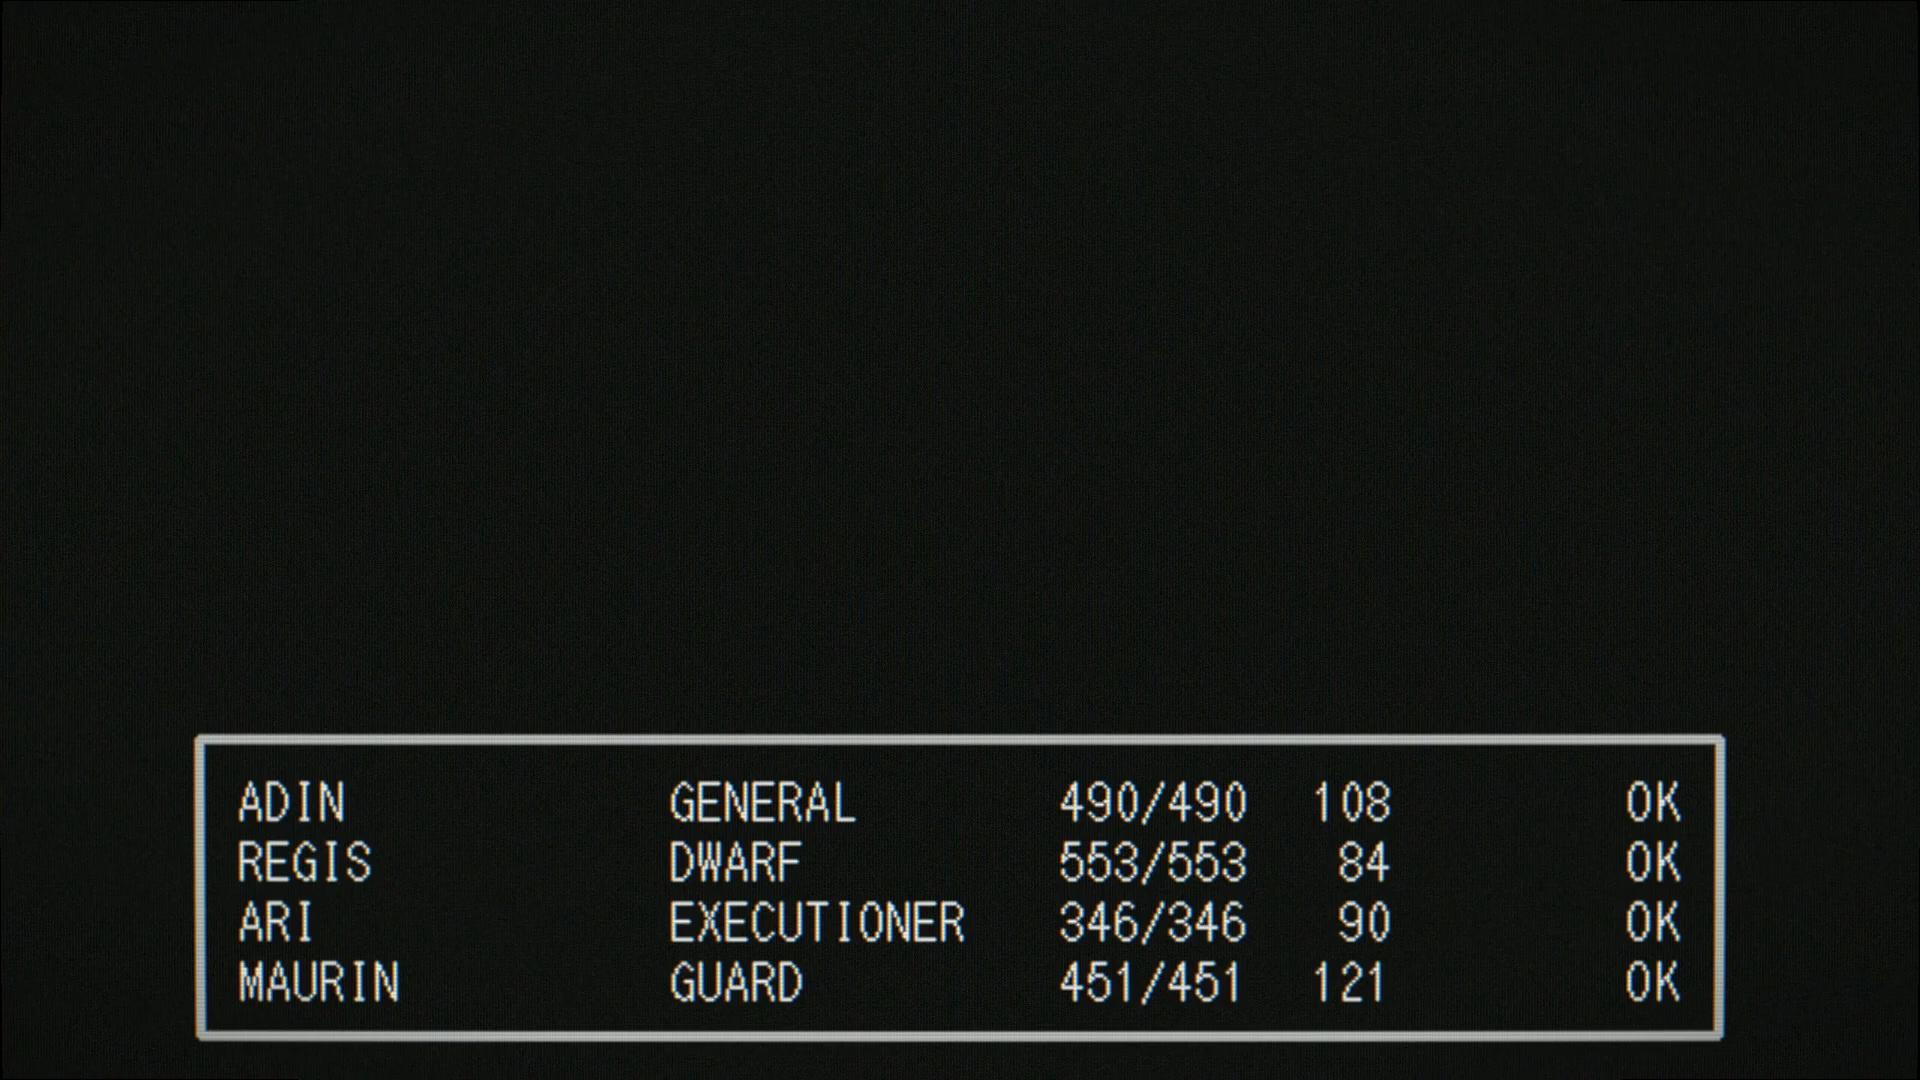 ADIN GENERAL 490/490 108 OK
REGIS DWARF 553/553 84 OK
ARI EXECUTIONER 346/346 90 OK
MAURIN GUARD 451/451 121 OK